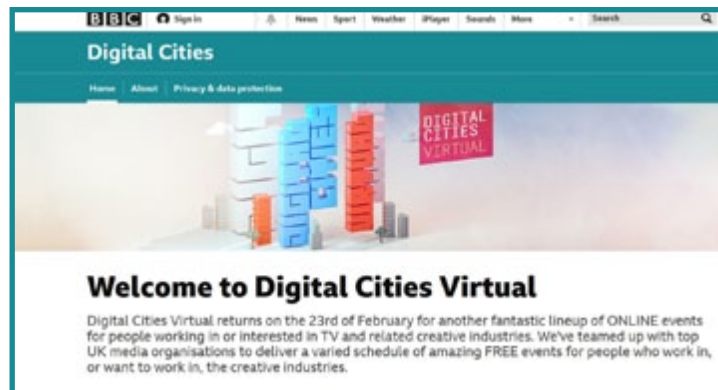 BBC Sign in News Sport Weather iPlayer Sounds More Search
Digital Cities
Home About Privacy & data protection
DIGITAL
CITIES
VIRTUAL
Welcome to Digital Cities Virtual
Digital Cities Virtual returns on the 23rd of February for another fantastic lineup of ONLINE events
for people working in or interested in TV and related creative industries. We've teamed up with top
UK media organisations to deliver a varied schedule of amazing FREE events for people who work in,
or want to work in, the creative industries.